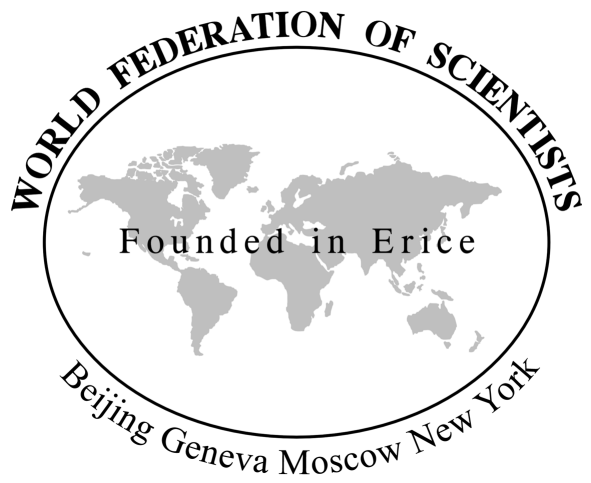 WORLD FEDERATION OF SCIENTISTS
Founded in Erice
Beijing Geneva Moscow New York